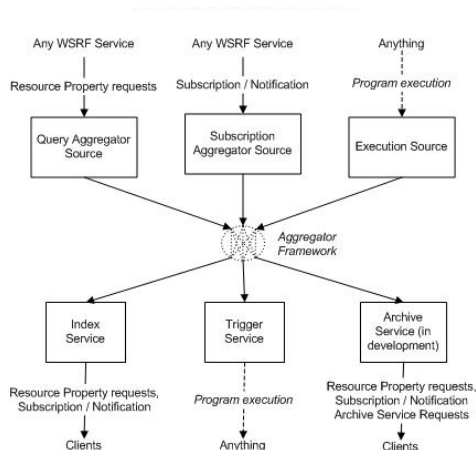 Any WSRF Service
Any WSRF Service
Anything
Resource Property requests
Subscription / Notification
Program execution
Query Aggregator
Source
Subscription
Aggregator Source
Execution Source
Aggregator
Framework
Index
Service
Trigger
Service
Archive
Service (in
development)
Resource Property requests,
Subscription / Notification
Program execution
Resource Property requests,
Subscription / Notification
Archive Service Requests
Clients
Anything
Clients